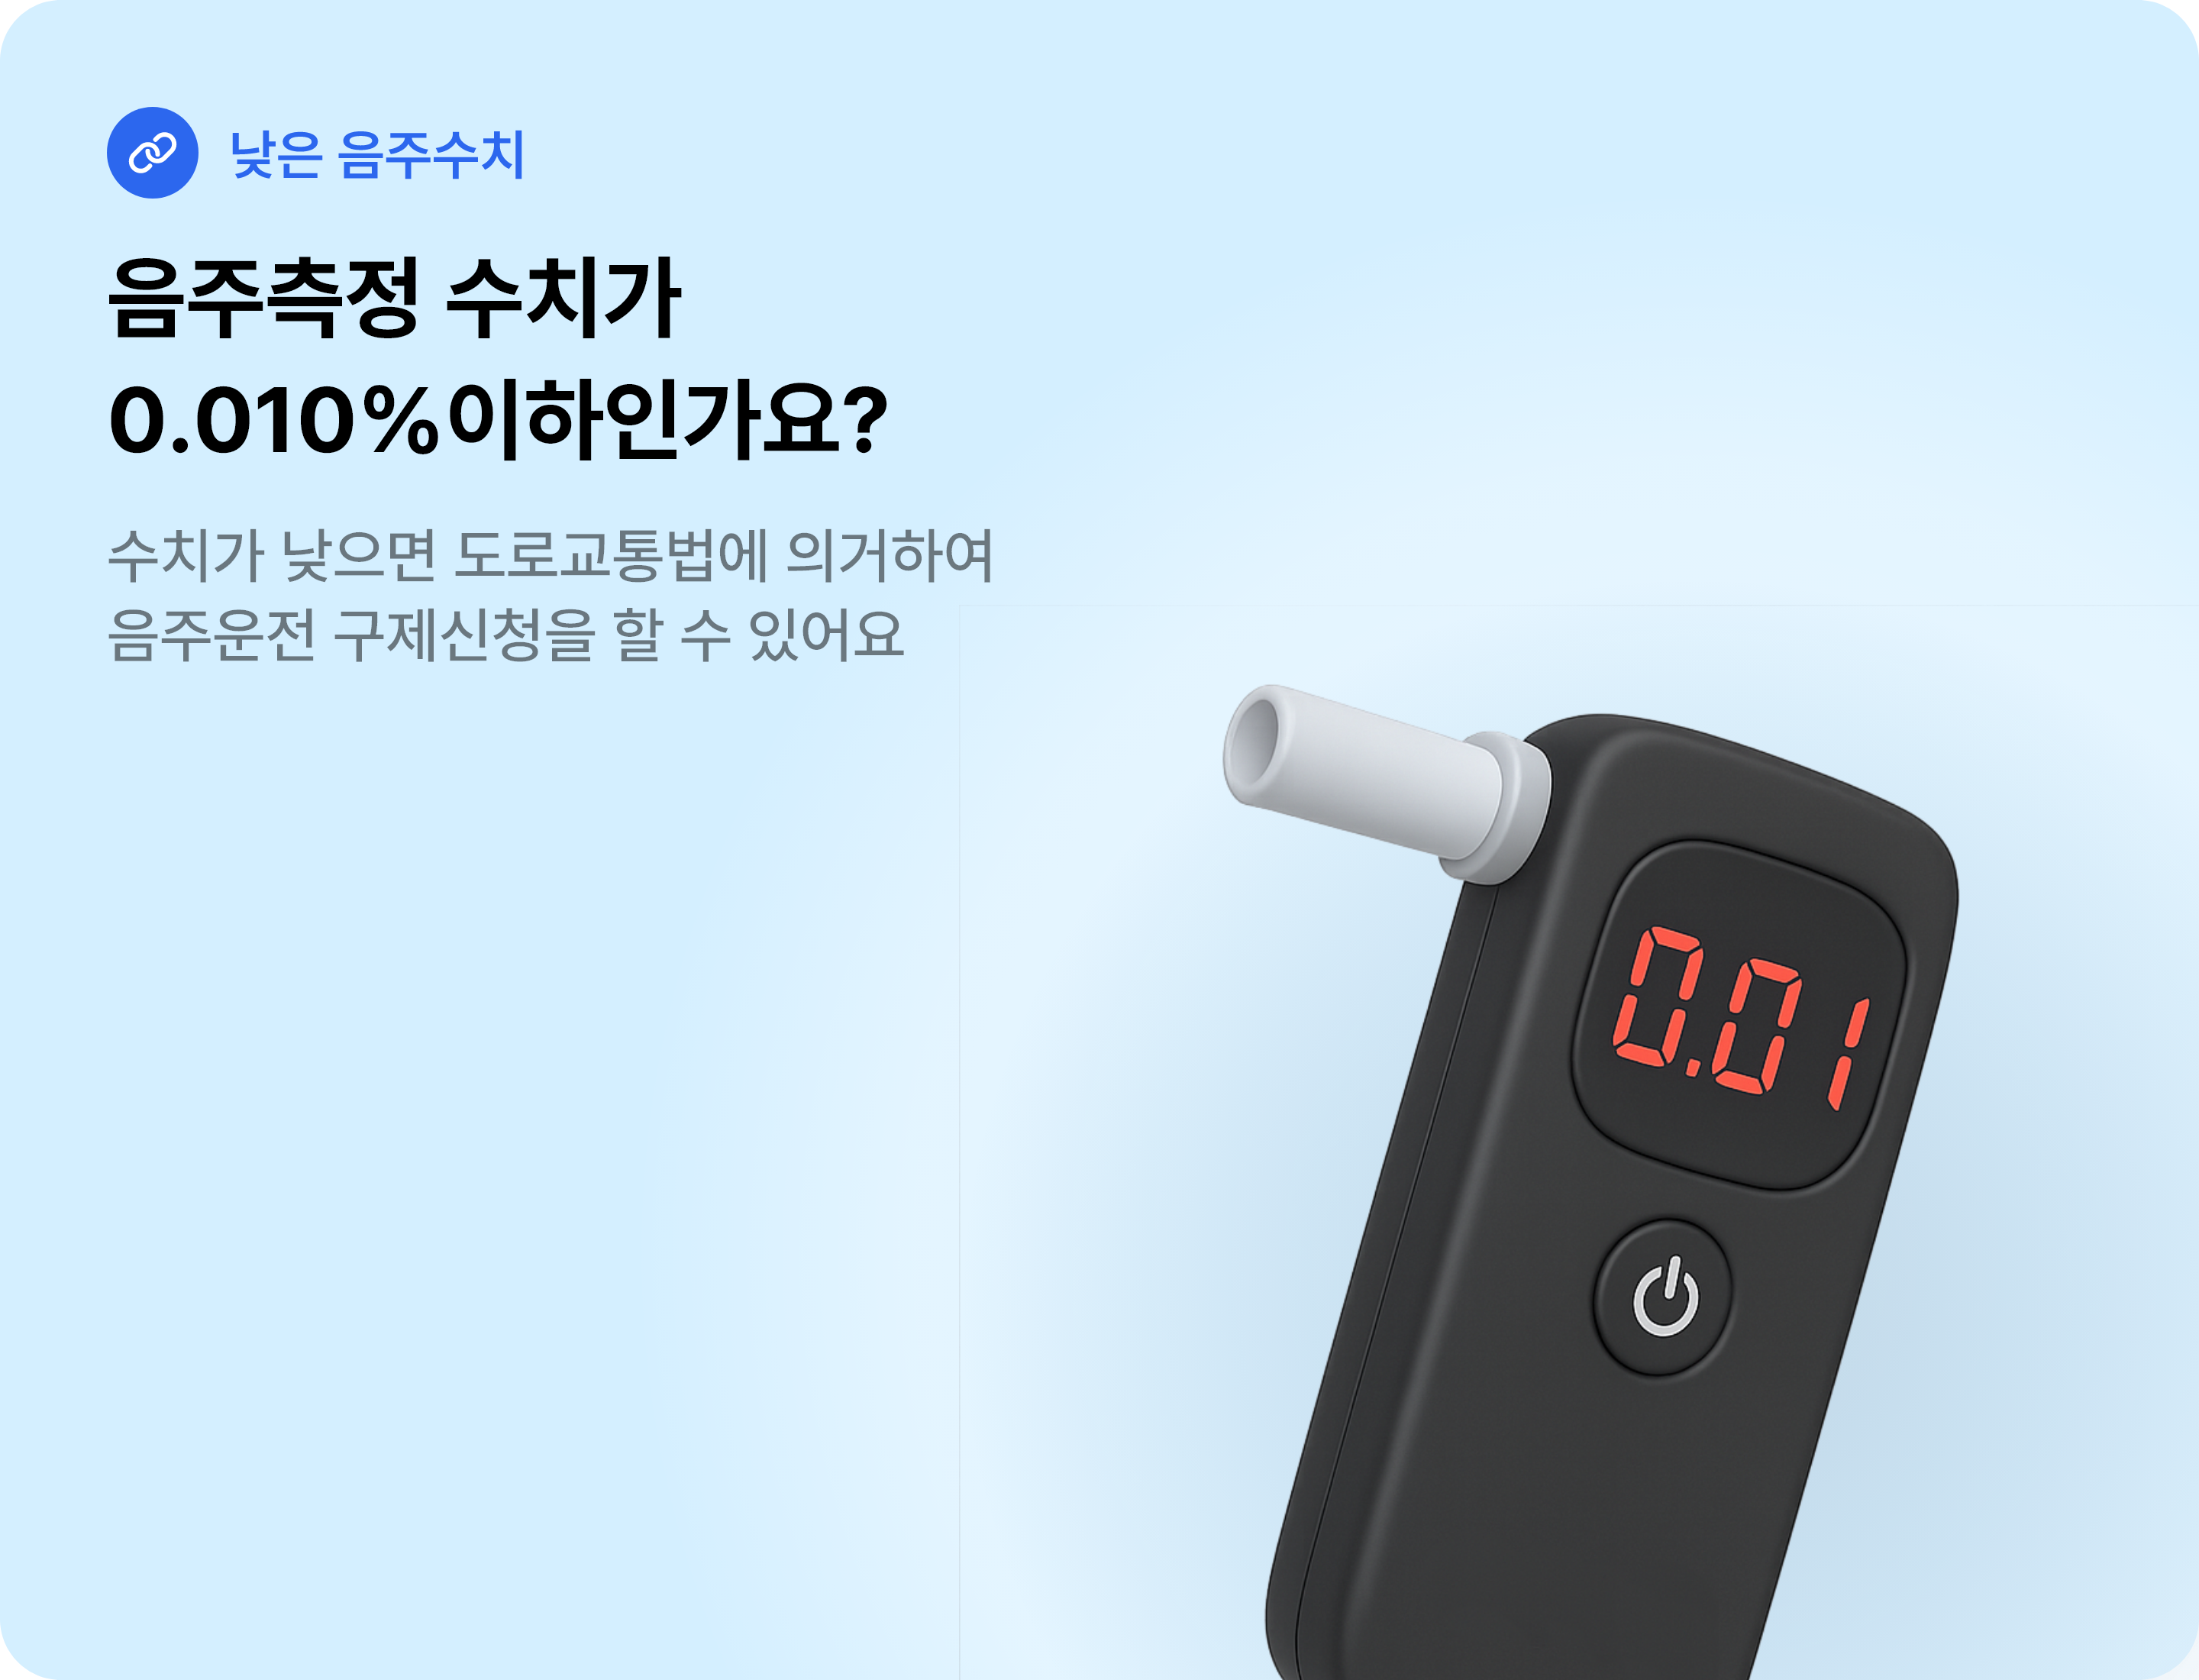 낮은 음주수치
음주측정 수치가
0.010%이하인가요?
수치가 낮으면 도로교통법에 의거하여
음주운전 구제신청을 할 수 있어요
0.01